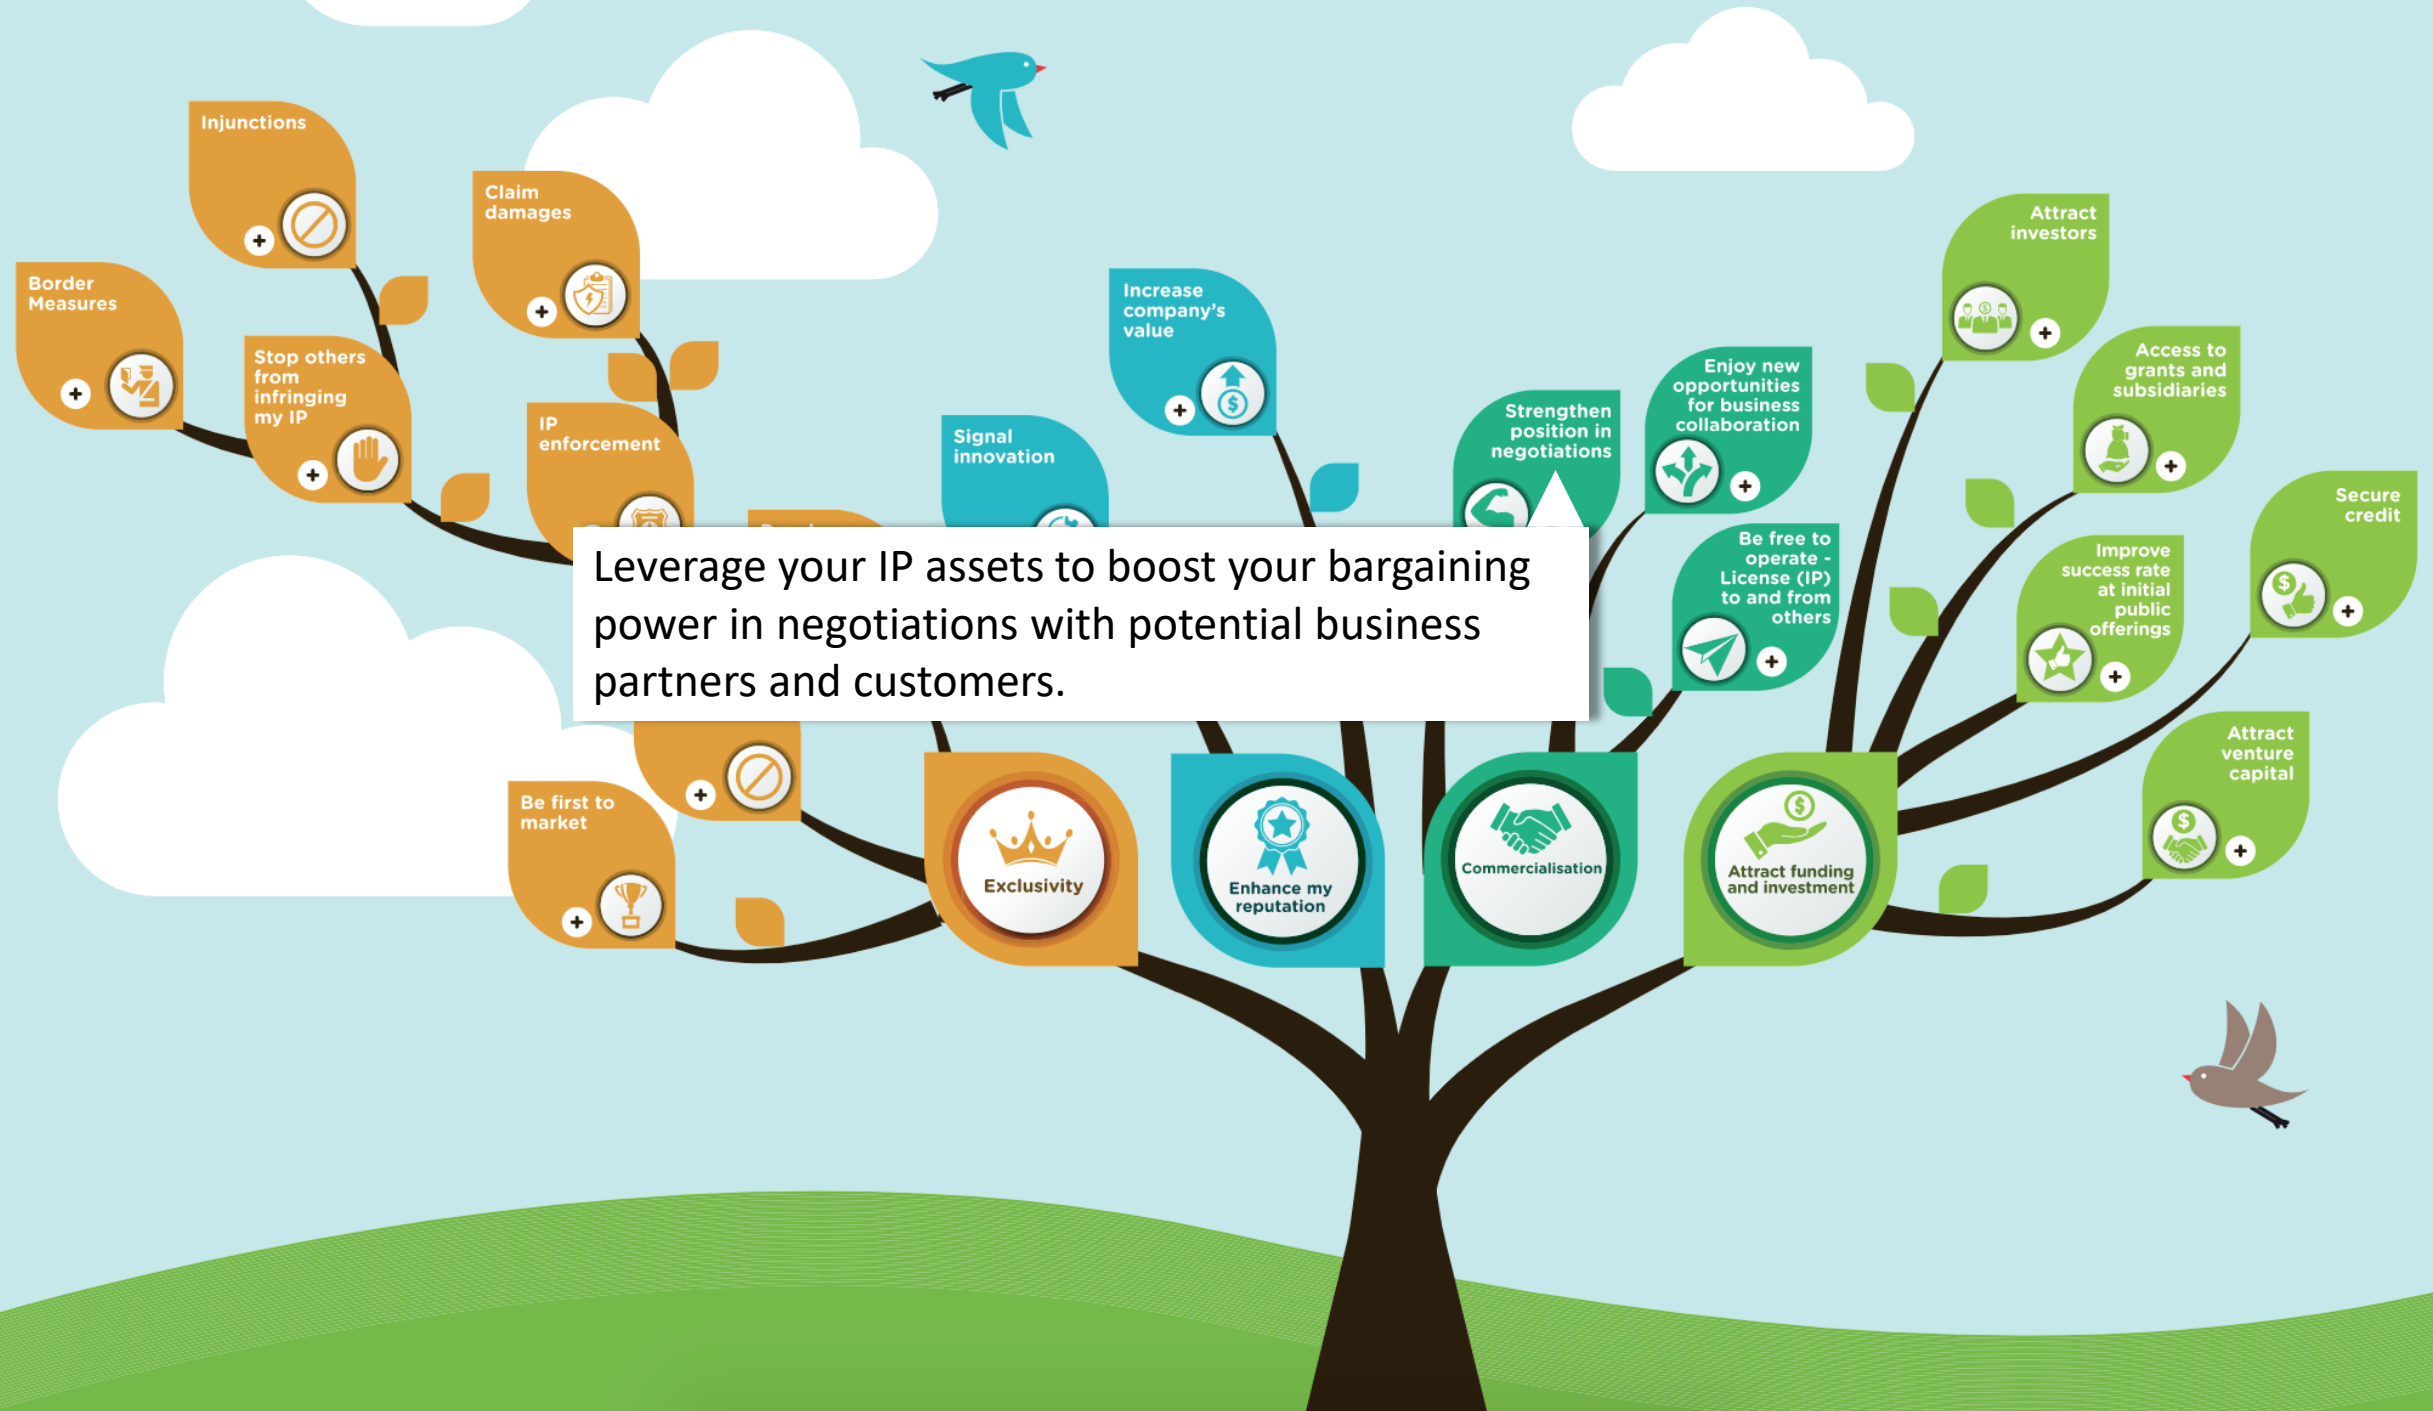 Injunctions
Claim
damages
Border
Measures
Stop others
from
infringing
my IP
IP
enforcement
Signal
innovation
Increase
company's
value
Strengthen
position in
negotiations
Enjoy new
opportunities
for business
collaboration
Be free to
operate -
License (IP)
to and from
others
Attract
investors
Access to
grants and
subsidiaries
Secure
credit
Improve
success rate
at initial
public
offerings
Attract
venture
capital
Leverage your IP assets to boost your bargaining
power in negotiations with potential business
partners and customers.
Be first to
market
Exclusivity
Enhance my
reputation
Commercialisation
Attract funding
and investment